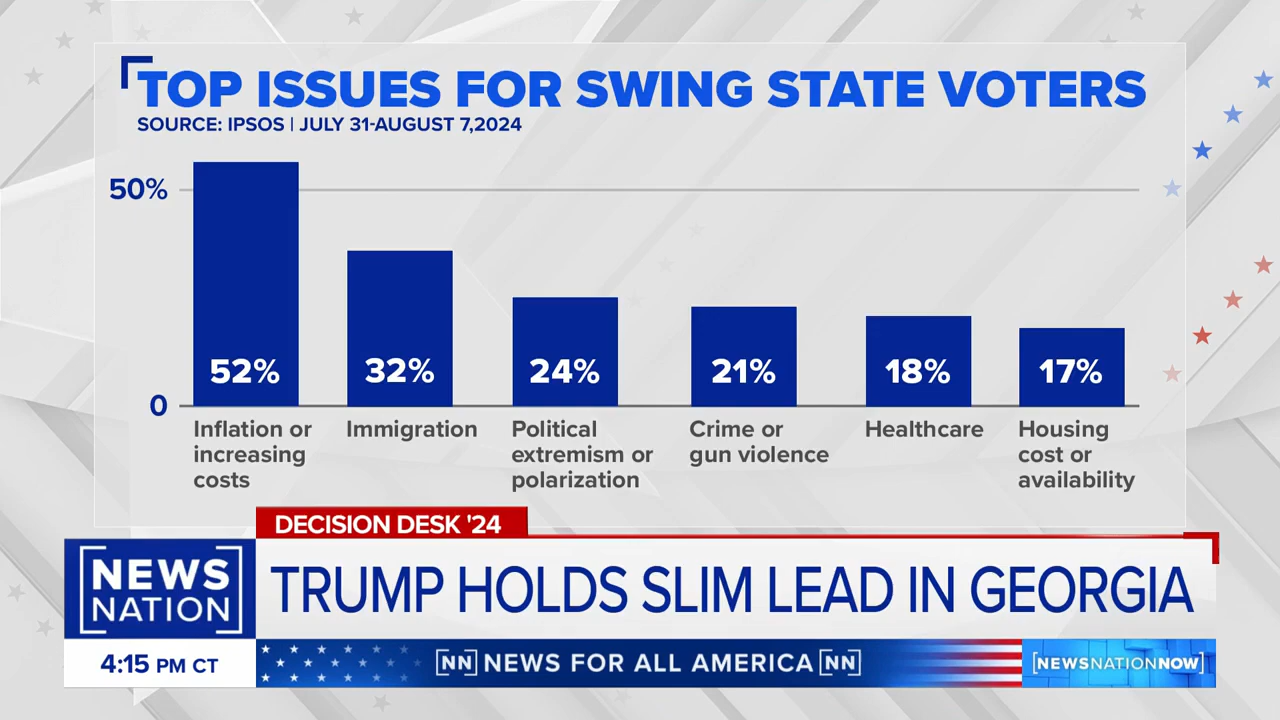 TOP ISSUES FOR SWING STATE VOTERS
SOURCE: IPSOS | JULY 31-AUGUST 7,2024
50%
0
52%
32%
24%
21%
18%
17%
Inflation or
increasing
costs
Immigration
Political
extremism or
polarization
Crime or
gun violence
Healthcare
Housing
cost or
availability
DECISION DESK '24
NEWS
NATION
TRUMP HOLDS SLIM LEAD IN GEORGIA
4:15 PM CT
NN NEWS FOR ALL AMERICA NN
NEWSNATIONNOW